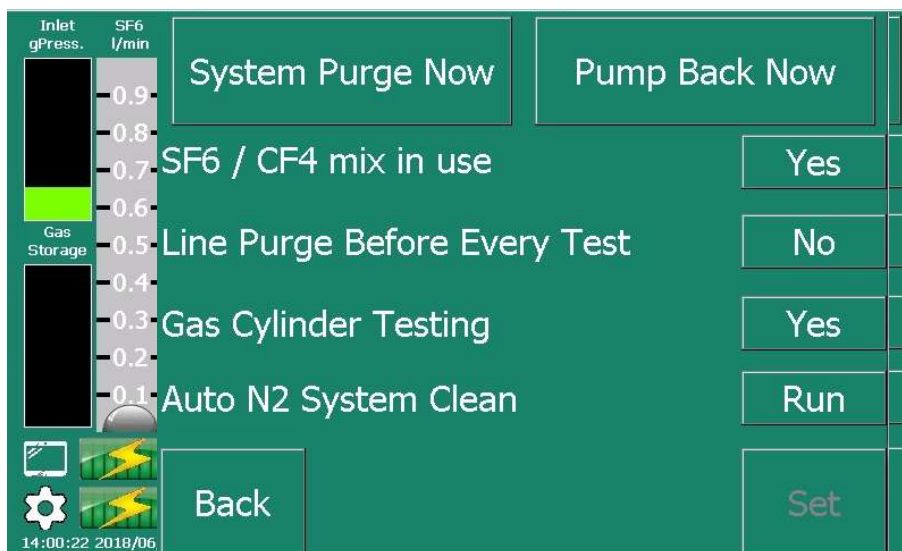 Inlet gPress.
SF6 l/min
System Purge Now
Pump Back Now
0.9
0.8
SF6 / CF4 mix in use
Yes
0.7
0.6
Gas Storage
0.5
Line Purge Before Every Test
No
0.4
0.3
Gas Cylinder Testing
Yes
0.2
0.1
Auto N2 System Clean
Run
Back
Set
14:00:22 2018/06